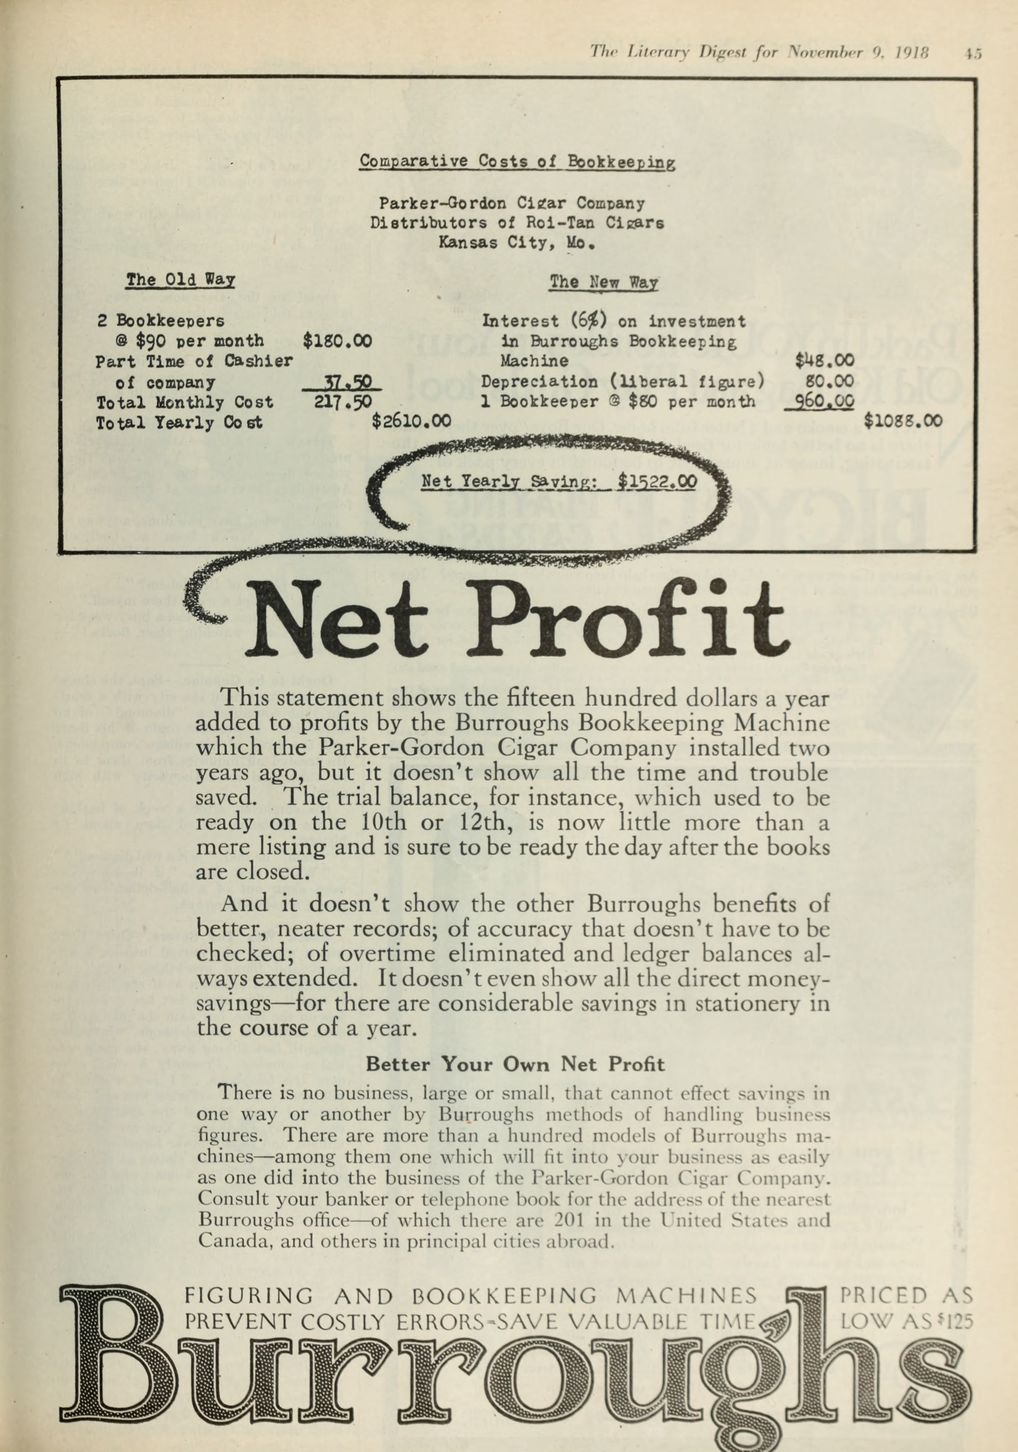 The Literary Digest for November 9, 1918 45
Comparative Costs of Bookkeeping
Parker-Gordon Cigar Company
Distributors of Roi-Tan Cigars
Kansas City, Mo.
The Old Way
2 Bookkeepers
@ $90 per month $180.00
Part Time of Cashier
of company 37.50
Total Monthly Cost 217.50
Total Yearly Cost $2610.00
The New Way
Interest (6%) on investment
in Burroughs Bookkeeping
Machine $48.00
Depreciation (liberal figure) 80.00
1 Bookkeeper @ $80 per month 960.00
$1088.00
Net Yearly Saving: $1522.00
Net Profit
This statement shows the fifteen hundred dollars a year
added to profits by the Burroughs Bookkeeping Machine
which the Parker-Gordon Cigar Company installed two
years ago, but it doesn't show all the time and trouble
saved. The trial balance, for instance, which used to be
ready on the 10th or 12th, is now little more than a
mere listing and is sure to be ready the day after the books
are closed.
And it doesn't show the other Burroughs benefits of
better, neater records; of accuracy that doesn't have to be
checked; of overtime eliminated and ledger balances al-
ways extended. It doesn't even show all the direct money-
savings—for there are considerable savings in stationery in
the course of a year.
Better Your Own Net Profit
There is no business, large or small, that cannot effect savings in
one way or another by Burroughs methods of handling business
figures. There are more than a hundred models of Burroughs ma-
chines—among them one which will fit into your business as easily
as one did into the business of the Parker-Gordon Cigar Company.
Consult your banker or telephone book for the address of the nearest
Burroughs office—of which there are 201 in the United States and
Canada, and others in principal cities abroad.
FIGURING AND BOOKKEEPING MACHINES
PREVENT COSTLY ERRORS-SAVE VALUABLE TIME
PRICED AS
LOW AS $125
Burroughs